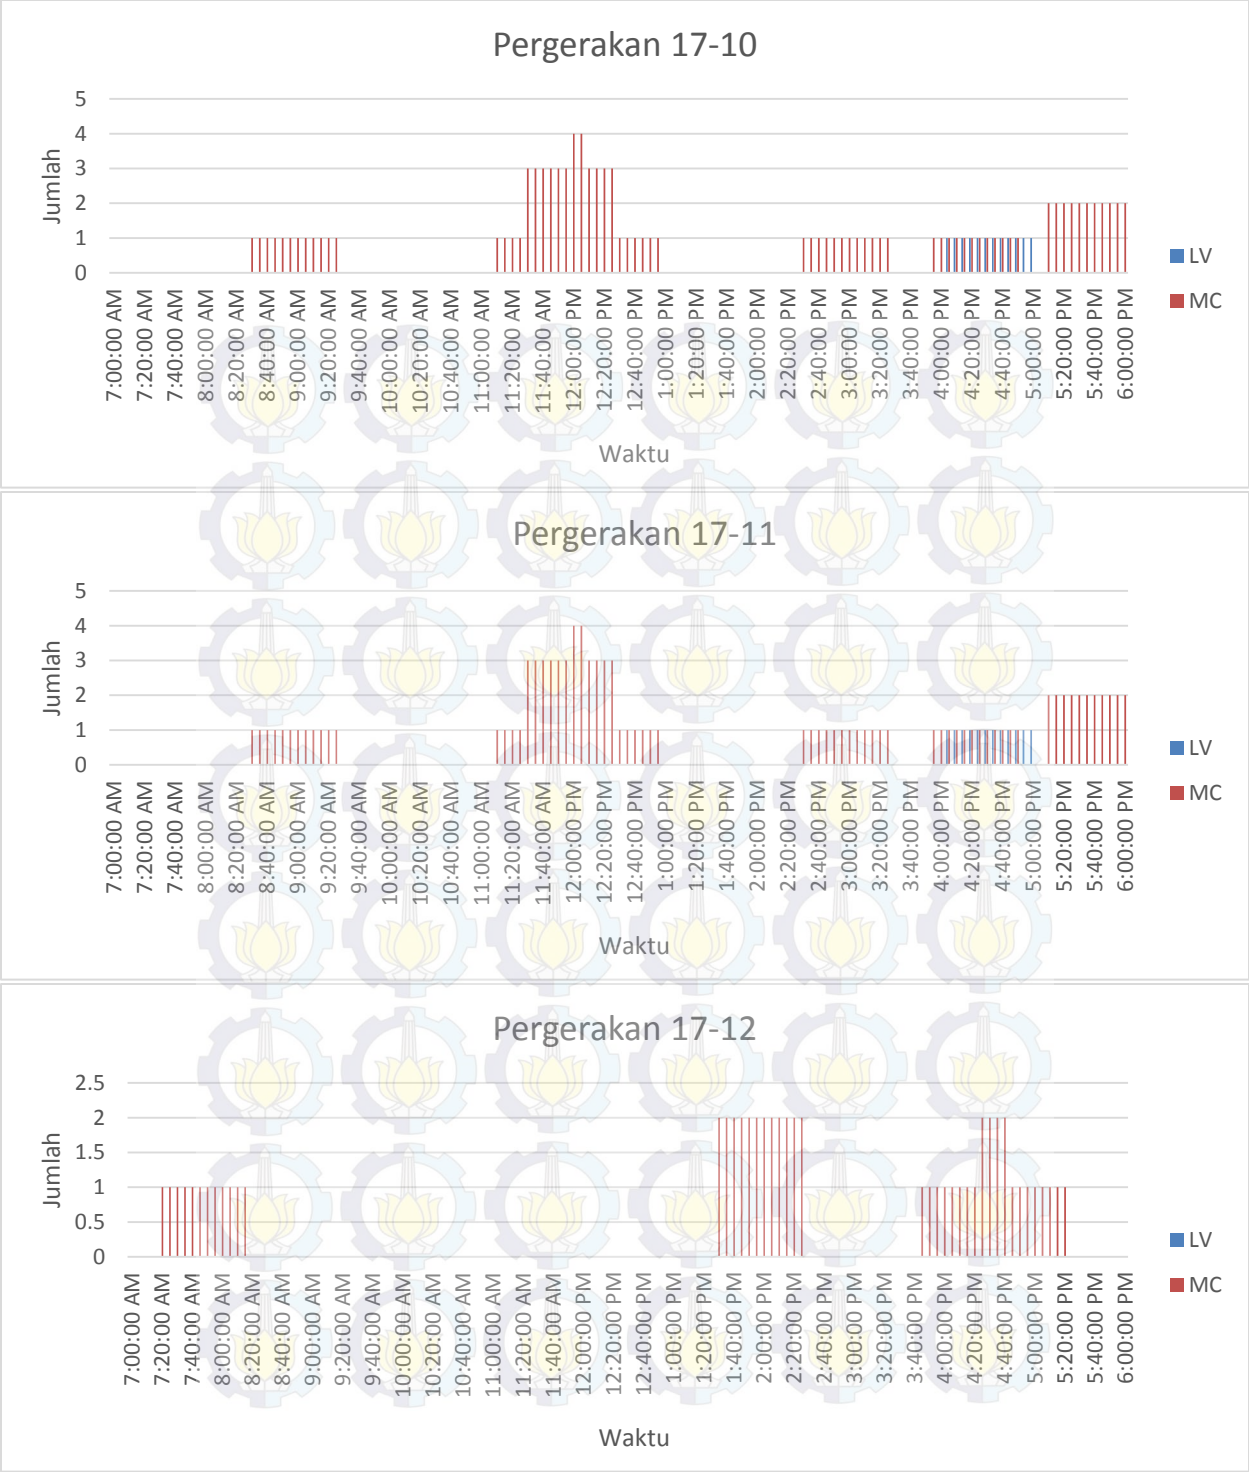 Pergerakan 17-10
5
4
3
2
1
0
Jumlah
7:00:00 AM
7:20:00 AM
7:40:00 AM
8:00:00 AM
8:20:00 AM
8:40:00 AM
9:00:00 AM
9:20:00 AM
9:40:00 AM
10:00:00 AM
10:20:00 AM
10:40:00 AM
11:00:00 AM
11:20:00 AM
11:40:00 AM
12:00:00 PM
12:20:00 PM
12:40:00 PM
1:00:00 PM
1:20:00 PM
1:40:00 PM
2:00:00 PM
2:20:00 PM
2:40:00 PM
3:00:00 PM
3:20:00 PM
3:40:00 PM
4:00:00 PM
4:20:00 PM
4:40:00 PM
5:00:00 PM
5:20:00 PM
5:40:00 PM
6:00:00 PM
Waktu
LV
MC
Pergerakan 17-11
5
4
3
2
1
0
Jumlah
7:00:00 AM
7:20:00 AM
7:40:00 AM
8:00:00 AM
8:20:00 AM
8:40:00 AM
9:00:00 AM
9:20:00 AM
9:40:00 AM
10:00:00 AM
10:20:00 AM
10:40:00 AM
11:00:00 AM
11:20:00 AM
11:40:00 AM
12:00:00 PM
12:20:00 PM
12:40:00 PM
1:00:00 PM
1:20:00 PM
1:40:00 PM
2:00:00 PM
2:20:00 PM
2:40:00 PM
3:00:00 PM
3:20:00 PM
3:40:00 PM
4:00:00 PM
4:20:00 PM
4:40:00 PM
5:00:00 PM
5:20:00 PM
5:40:00 PM
6:00:00 PM
Waktu
LV
MC
Pergerakan 17-12
2.5
2
1.5
1
0.5
0
Jumlah
7:00:00 AM
7:20:00 AM
7:40:00 AM
8:00:00 AM
8:20:00 AM
8:40:00 AM
9:00:00 AM
9:20:00 AM
9:40:00 AM
10:00:00 AM
10:20:00 AM
10:40:00 AM
11:00:00 AM
11:20:00 AM
11:40:00 AM
12:00:00 PM
12:20:00 PM
12:40:00 PM
1:00:00 PM
1:20:00 PM
1:40:00 PM
2:00:00 PM
2:20:00 PM
2:40:00 PM
3:00:00 PM
3:20:00 PM
3:40:00 PM
4:00:00 PM
4:20:00 PM
4:40:00 PM
5:00:00 PM
5:20:00 PM
5:40:00 PM
6:00:00 PM
Waktu
LV
MC